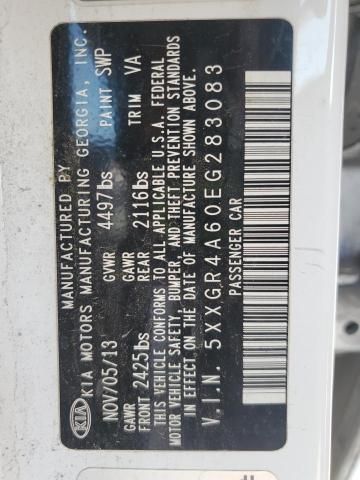 MANUFACTURED BY
KIA KIA MOTORS MANUFACTURING GEORGIA, INC.
NOV/05/13 GVWR 4497lbs PAINT SWP
GAWR FRONT 2425lbs GAWR REAR 2116lbs TRIM VA
THIS VEHICLE CONFORMS TO ALL APPLICABLE U.S.A. FEDERAL
MOTOR VEHICLE SAFETY, BUMPER, AND THEFT PREVENTION STANDARDS
IN EFFECT ON THE DATE OF MANUFACTURE SHOWN ABOVE.
V.I.N. 5XXGR4A60EG283083
PASSENGER CAR